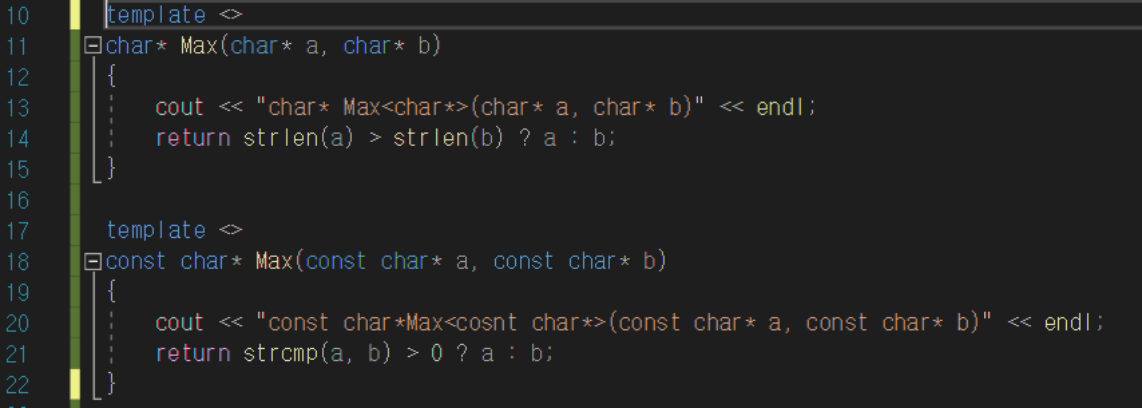 10 template <>
11 char* Max(char* a, char* b)
12 {
13 cout << "char* Max<char*>(char* a, char* b)" << endl;
14 return strlen(a) > strlen(b) ? a : b;
15 }
16
17 template <>
18 const char* Max(const char* a, const char* b)
19 {
20 cout << "const char*Max<cosnt char*>(const char* a, const char* b)" << endl;
21 return strcmp(a, b) > 0 ? a : b;
22 }